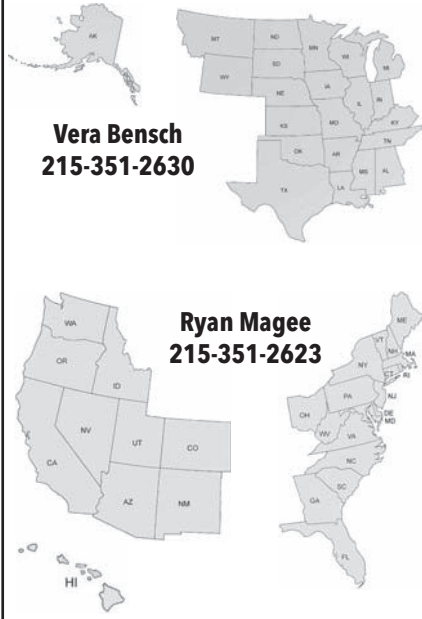 AK
MT
ND
MN
WI
MI
SD
WY
IA
NE
IL
IN
KS
MO
KY
TN
OK
AR
MS
AL
TX
LA
Vera Bensch
215-351-2630
Ryan Magee
215-351-2623
WA
OR
ID
NV
UT
CO
CA
AZ
NM
HI
ME
VT
NH
MA
NY
CT
RI
PA
NJ
OH
DE
MD
WV
VA
NC
SC
GA
FL